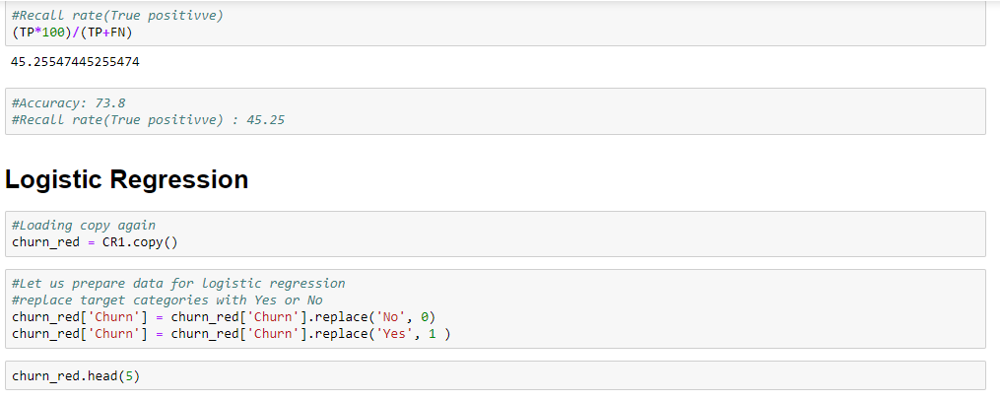 #Recall rate(True positivve)
(TP*100)/(TP+FN)
45.25547445255474
#Accuracy: 73.8
#Recall rate(True positivve) : 45.25
Logistic Regression
#Loading copy again
churn_red = CR1.copy()
#Let us prepare data for logistic regression
#replace target categories with Yes or No
churn_red['Churn'] = churn_red['Churn'].replace('No', 0)
churn_red['Churn'] = churn_red['Churn'].replace('Yes', 1 )
churn_red.head(5)